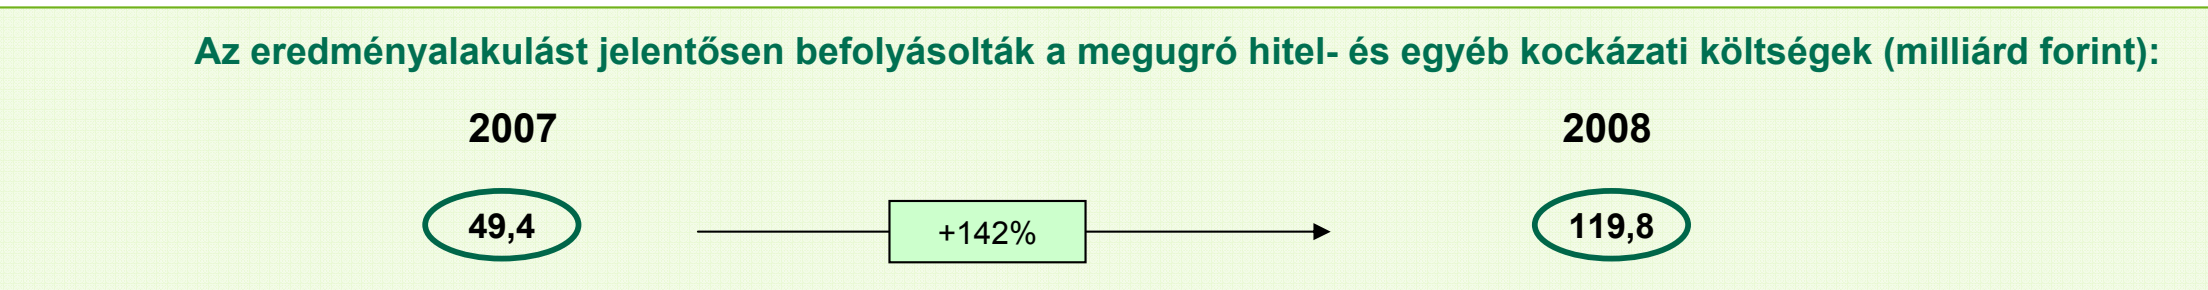 Az eredményalakulást jelentősen befolyásolták a megugró hitel- és egyéb kockázati költségek (milliárd forint):
2007 2008
49,4 +142% 119,8